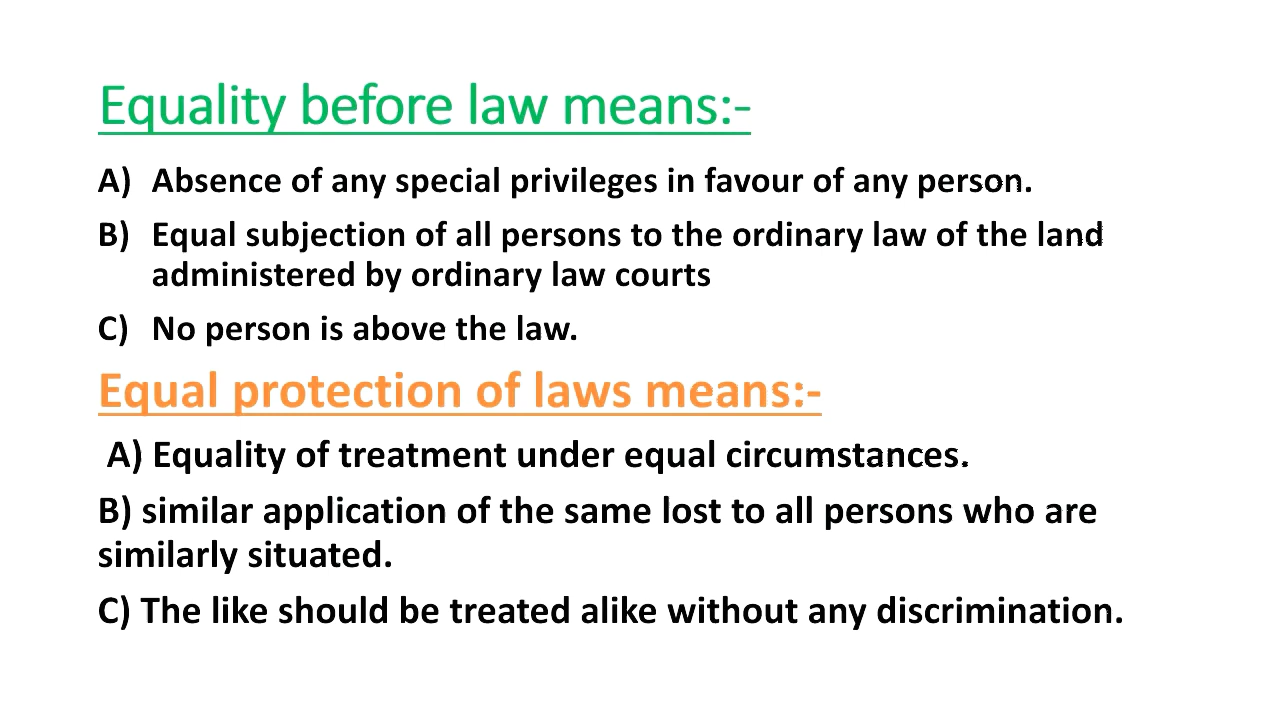 Equality before law means:-
A) Absence of any special privileges in favour of any person.
B) Equal subjection of all persons to the ordinary law of the land
administered by ordinary law courts
C) No person is above the law.
Equal protection of laws means:-
A) Equality of treatment under equal circumstances.
B) similar application of the same lost to all persons who are
similarly situated.
C) The like should be treated alike without any discrimination.